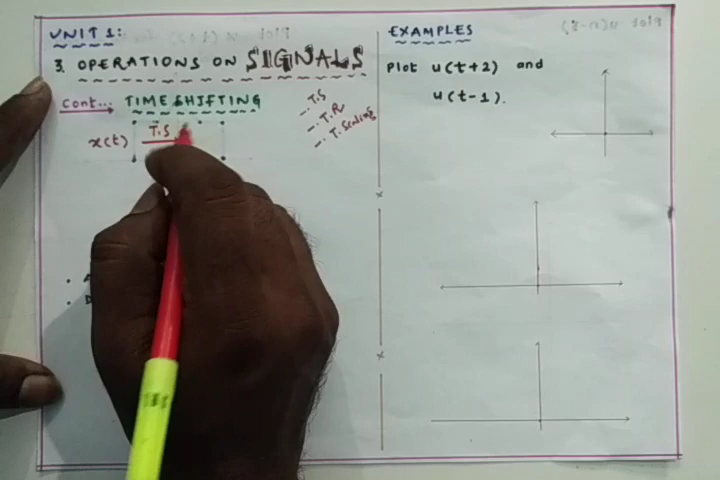 UNIT 1:
3. OPERATIONS ON SIGNALS
cont... TIME SHIFTING
x(t) T.S
-. T.S
-. T.R
-. T. Scaling
EXAMPLES
Plot u(t+2) and
u(t-1).